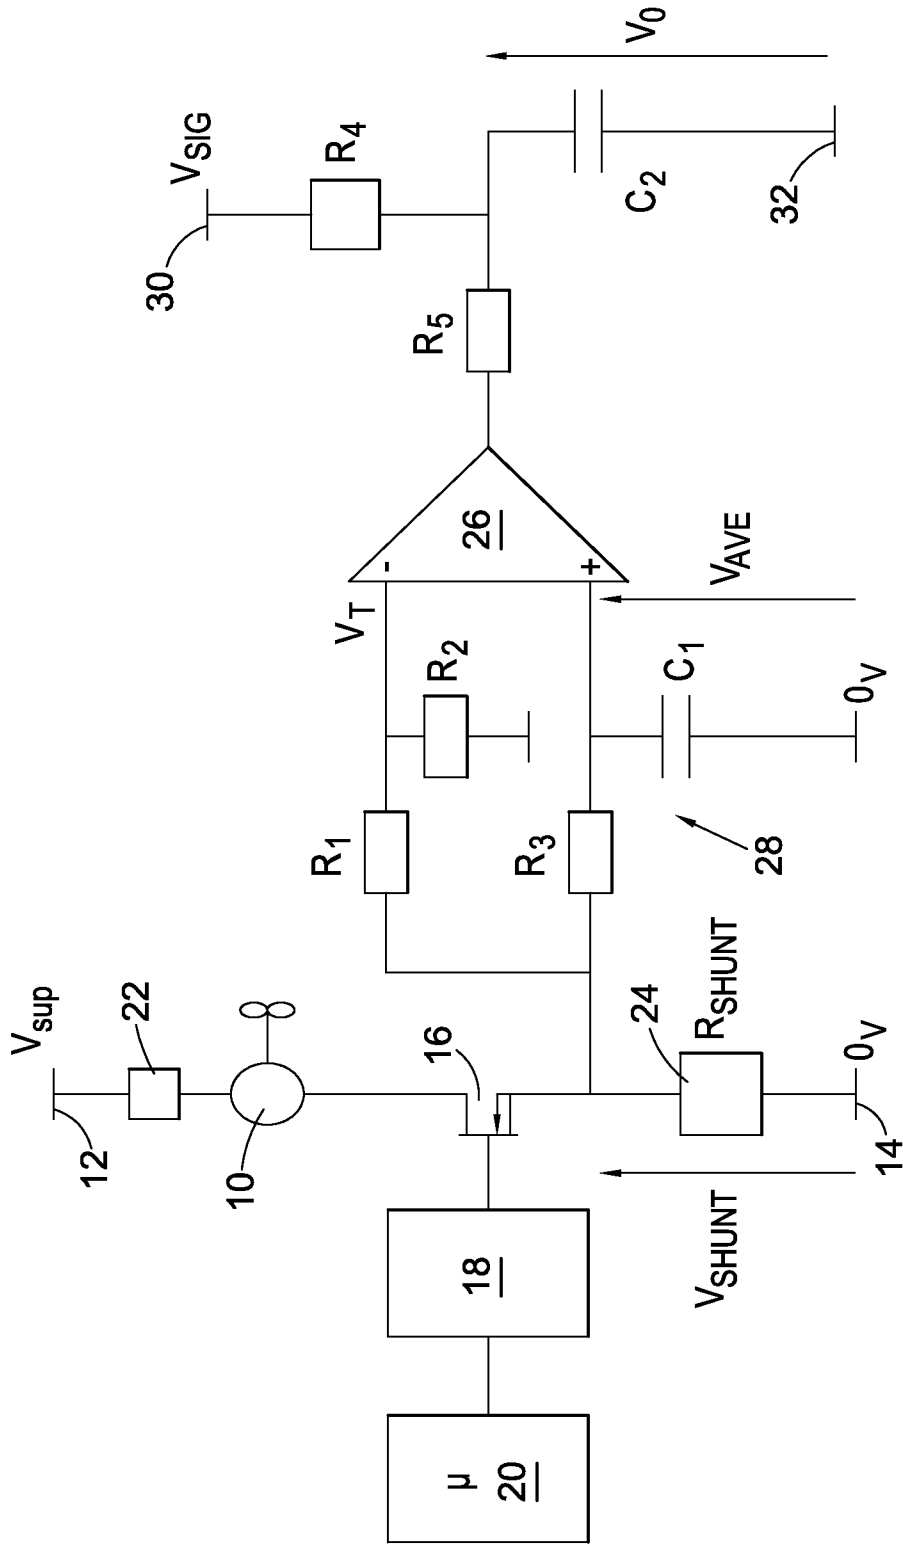 V0
VSIG
R4
30
C2
32
R5
26
-
+
VT
VAVE
R2
C1
0V
R1
R3
28
Vsup
22
16
24
RSHUNT
0V
12
10
14
18
VSHUNT
µ
20